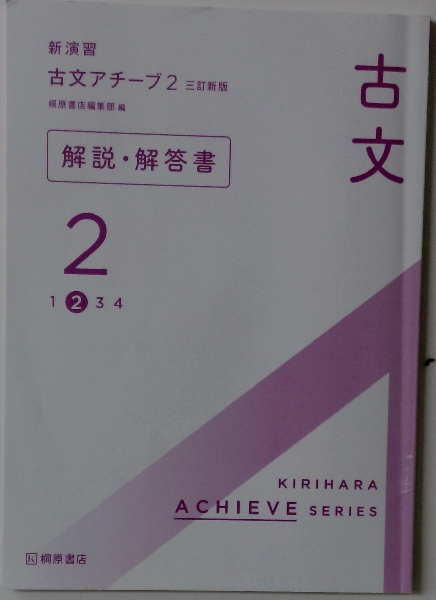 新演習
古文アチーブ2 三訂新版
桐原書店編集部 編
解説・解答書
古文
2
1 2 3 4
KIRIHARA
ACHIEVE SERIES
K 桐原書店